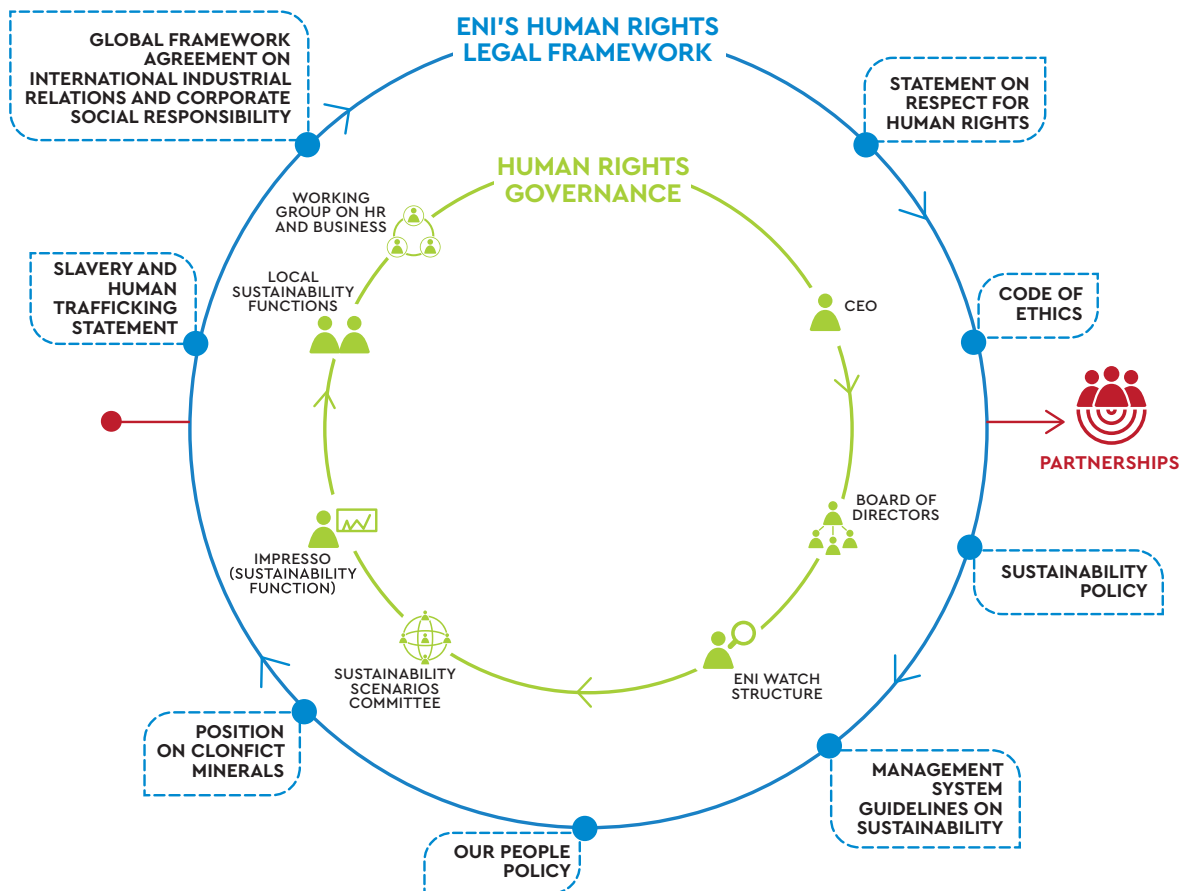 ENI'S HUMAN RIGHTS
LEGAL FRAMEWORK
GLOBAL FRAMEWORK
AGREEMENT ON
INTERNATIONAL INDUSTRIAL
RELATIONS AND CORPORATE
SOCIAL RESPONSIBILITY
STATEMENT ON
RESPECT FOR
HUMAN RIGHTS
HUMAN RIGHTS
GOVERNANCE
WORKING
GROUP ON HR
AND BUSINESS
SLAVERY AND
HUMAN
TRAFFICKING
STATEMENT
LOCAL
SUSTAINABILITY
FUNCTIONS
CEO
CODE OF
ETHICS
PARTNERSHIPS
BOARD OF
DIRECTORS
IMPRESSO
(SUSTAINABILITY
FUNCTION)
SUSTAINABILITY
POLICY
SUSTAINABILITY
SCENARIOS
COMMITTEE
ENI WATCH
STRUCTURE
POSITION
ON CLONFICT
MINERALS
MANAGEMENT
SYSTEM
GUIDELINES ON
SUSTAINABILITY
OUR PEOPLE
POLICY